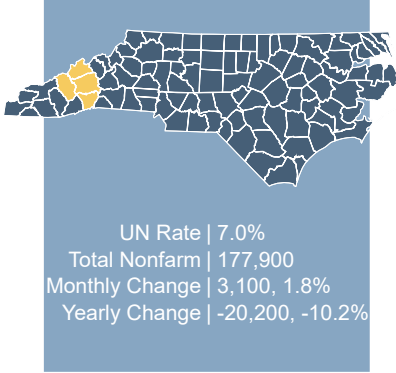 UN Rate | 7.0%
Total Nonfarm | 177,900
Monthly Change | 3,100, 1.8%
Yearly Change | -20,200, -10.2%